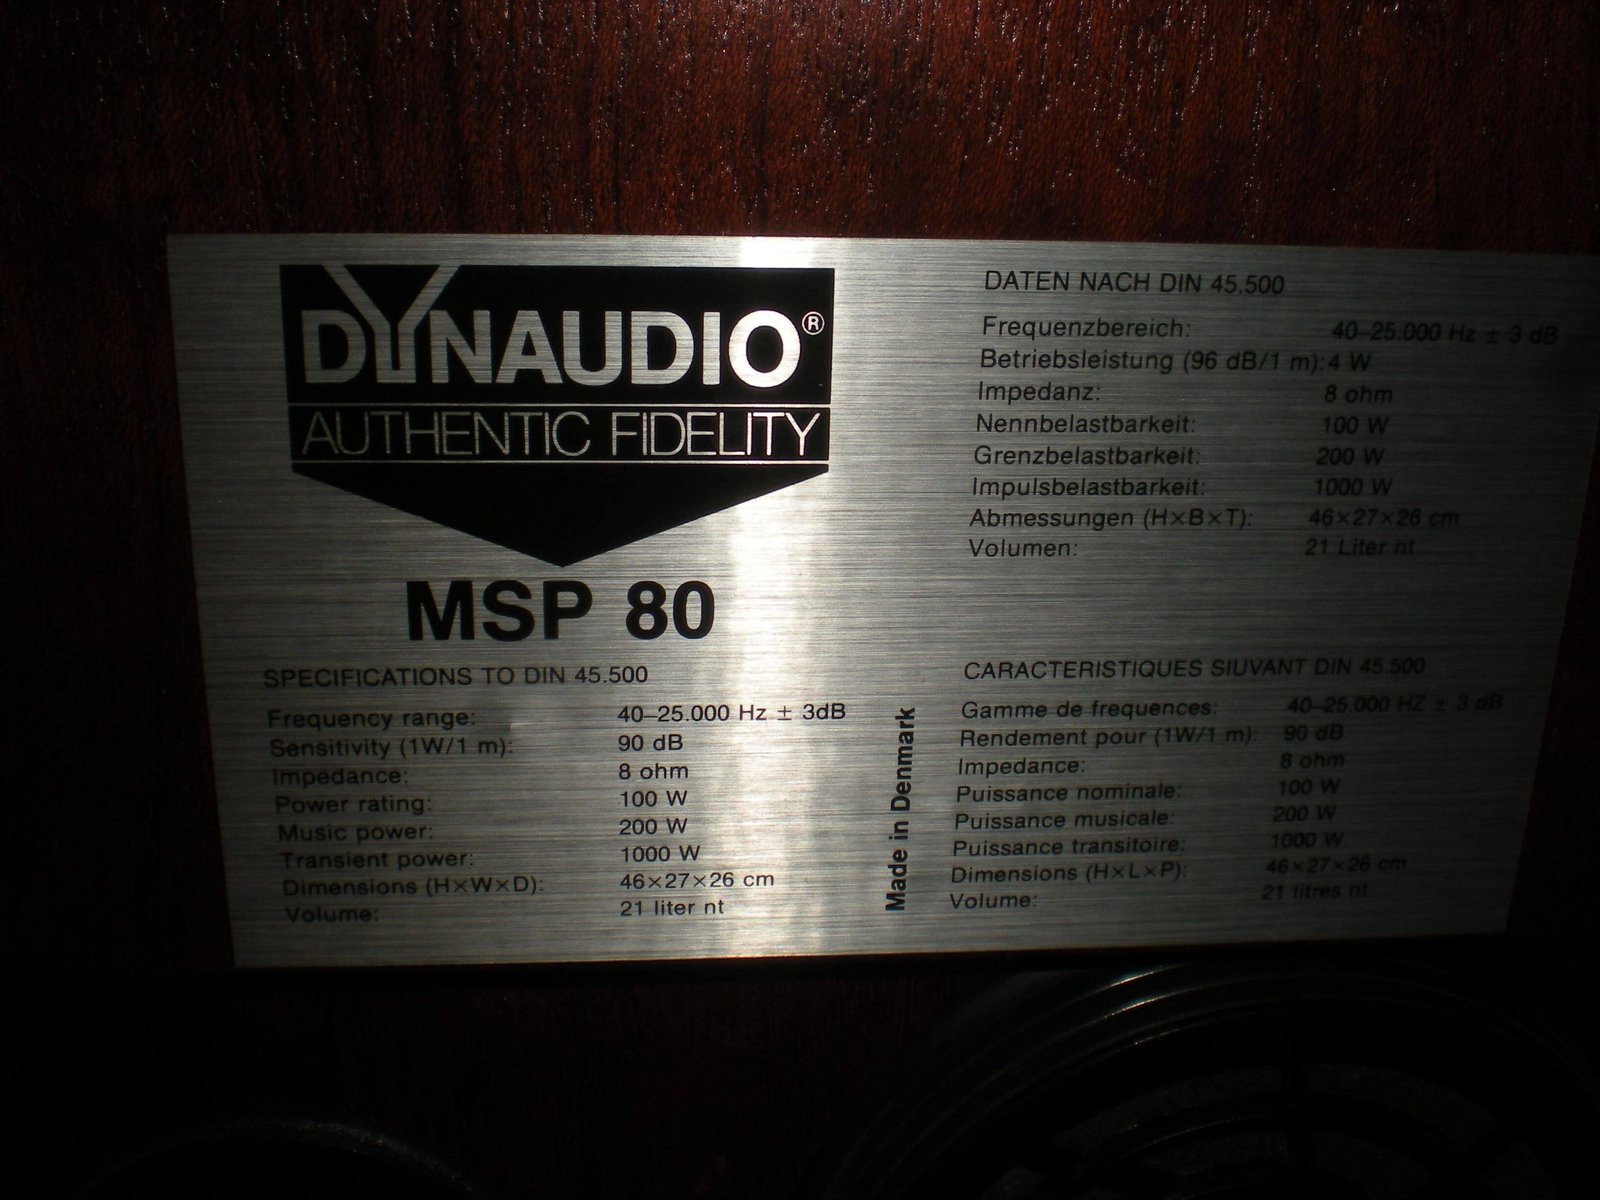 DYNAUDIO®
AUTHENTIC FIDELITY
MSP 80
SPECIFICATIONS TO DIN 45.500
Frequency range: 40–25.000 Hz ± 3dB
Sensitivity (1W/1 m): 90 dB
Impedance: 8 ohm
Power rating: 100 W
Music power: 200 W
Transient power: 1000 W
Dimensions (H×W×D): 46×27×26 cm
Volume: 21 liter nt
Made in Denmark
DATEN NACH DIN 45.500
Frequenzbereich: 40–25.000 Hz ± 3 dB
Betriebsleistung (96 dB/1 m): 4 W
Impedanz: 8 ohm
Nennbelastbarkeit: 100 W
Grenzbelastbarkeit: 200 W
Impulsbelastbarkeit: 1000 W
Abmessungen (H×B×T): 46×27×26 cm
Volumen: 21 Liter nt
CARACTERISTIQUES SIUVANT DIN 45.500
Gamme de frequences: 40–25.000 HZ ± 3 dB
Rendement pour (1W/1 m): 90 dB
Impedance: 8 ohm
Puissance nominale: 100 W
Puissance musicale: 200 W
Puissance transitoire: 1000 W
Dimensions (H×L×P): 46×27×26 cm
Volume: 21 litres nt